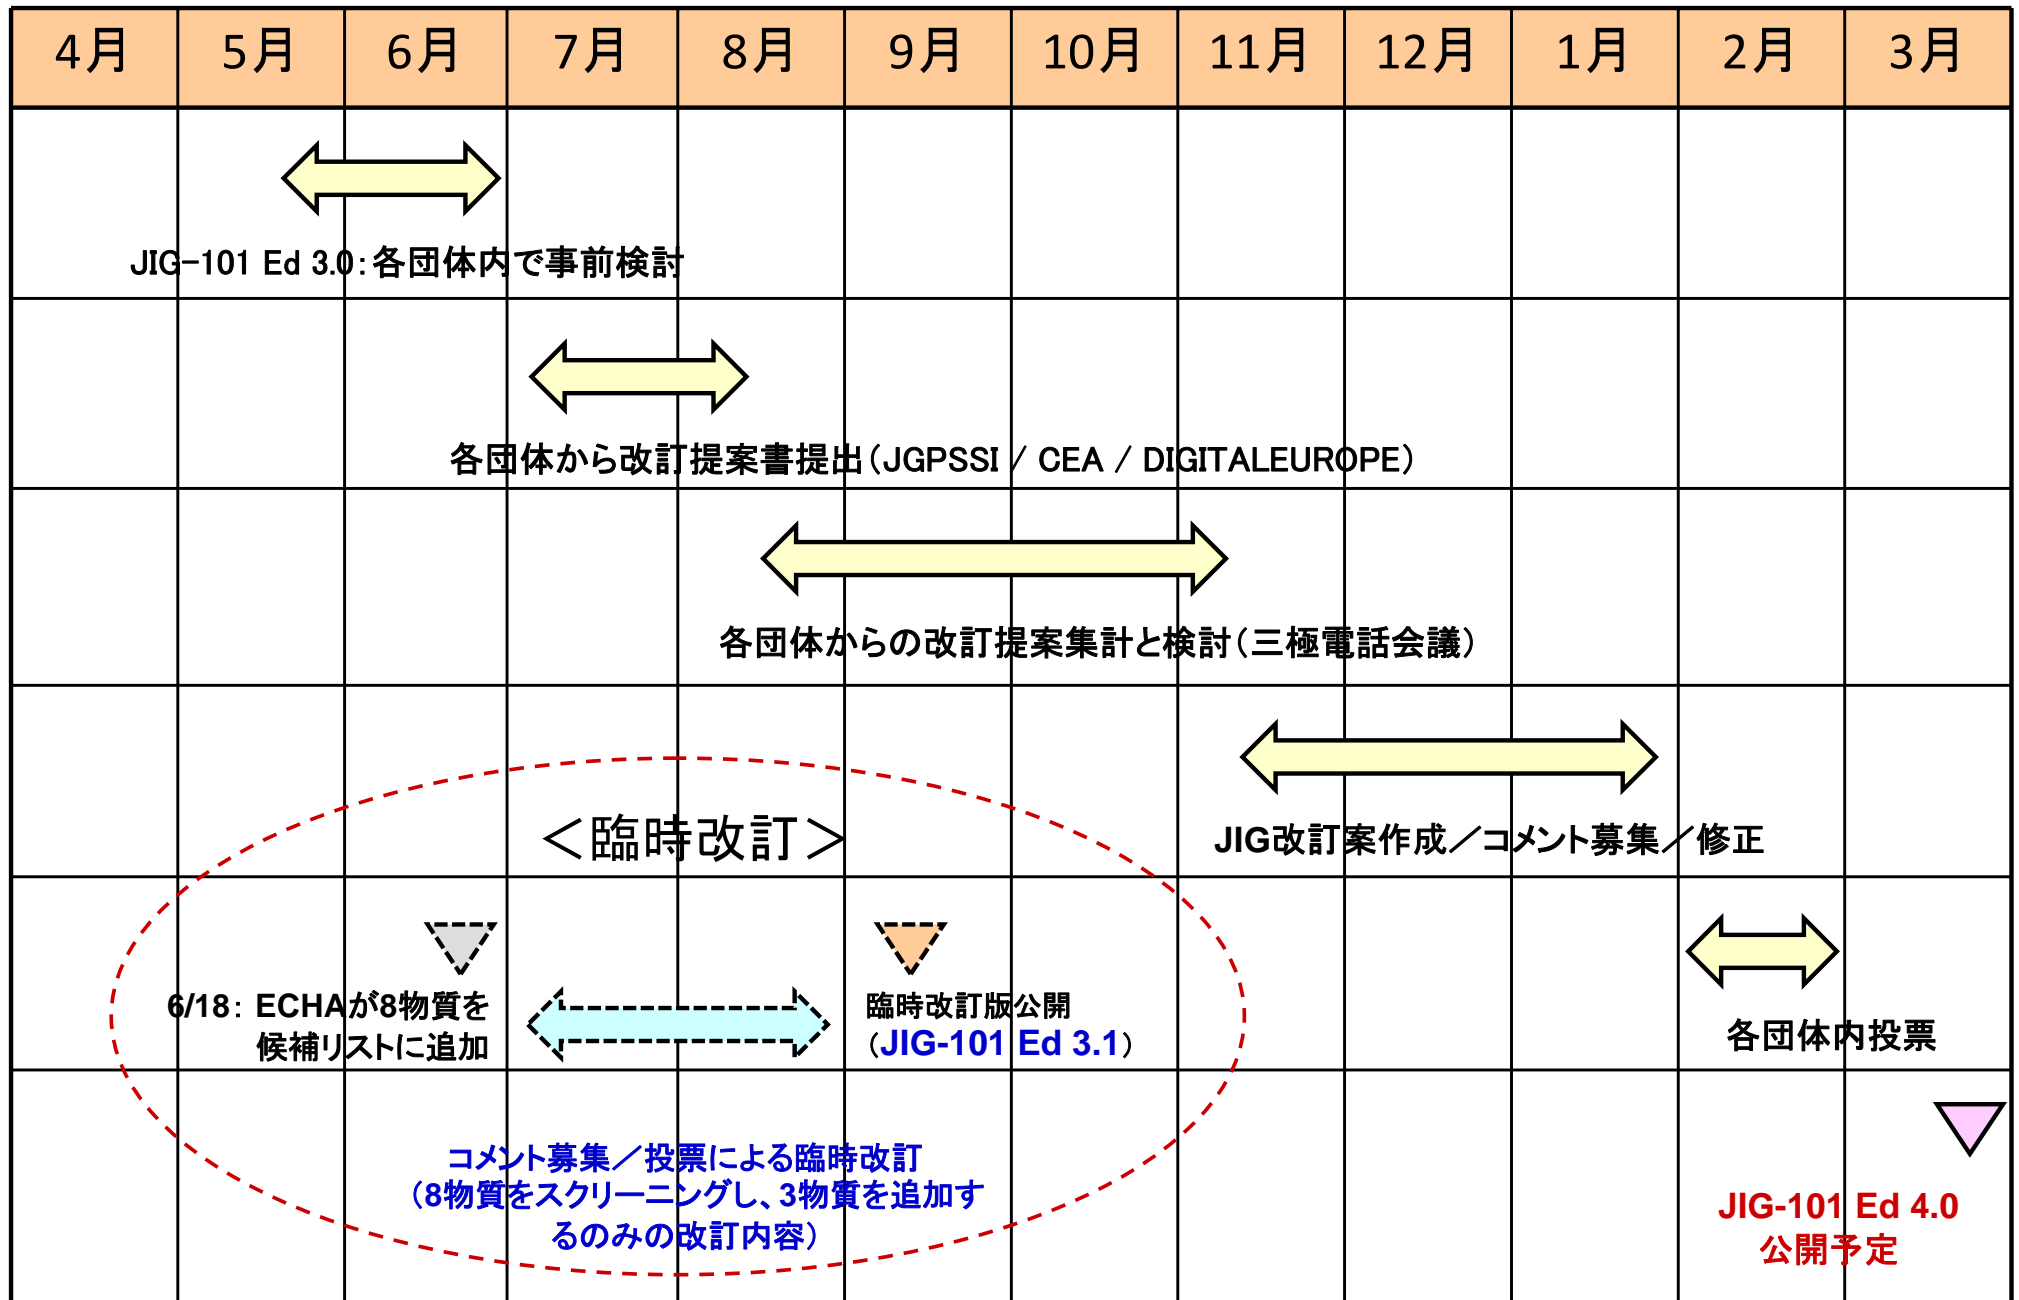 4月 5月 6月 7月 8月 9月 10月 11月 12月 1月 2月 3月
JIG-101 Ed 3.0：各団体内で事前検討
各団体から改訂提案書提出（JGPSSI / CEA / DIGITALEUROPE）
各団体からの改訂提案集計と検討（三極電話会議）
JIG改訂案作成／コメント募集／修正
＜臨時改訂＞
6/18： ECHAが8物質を
候補リストに追加
臨時改訂版公開
（JIG-101 Ed 3.1）
各団体内投票
コメント募集／投票による臨時改訂
（8物質をスクリーニングし、3物質を追加す
るのみの改訂内容）
JIG-101 Ed 4.0
公開予定